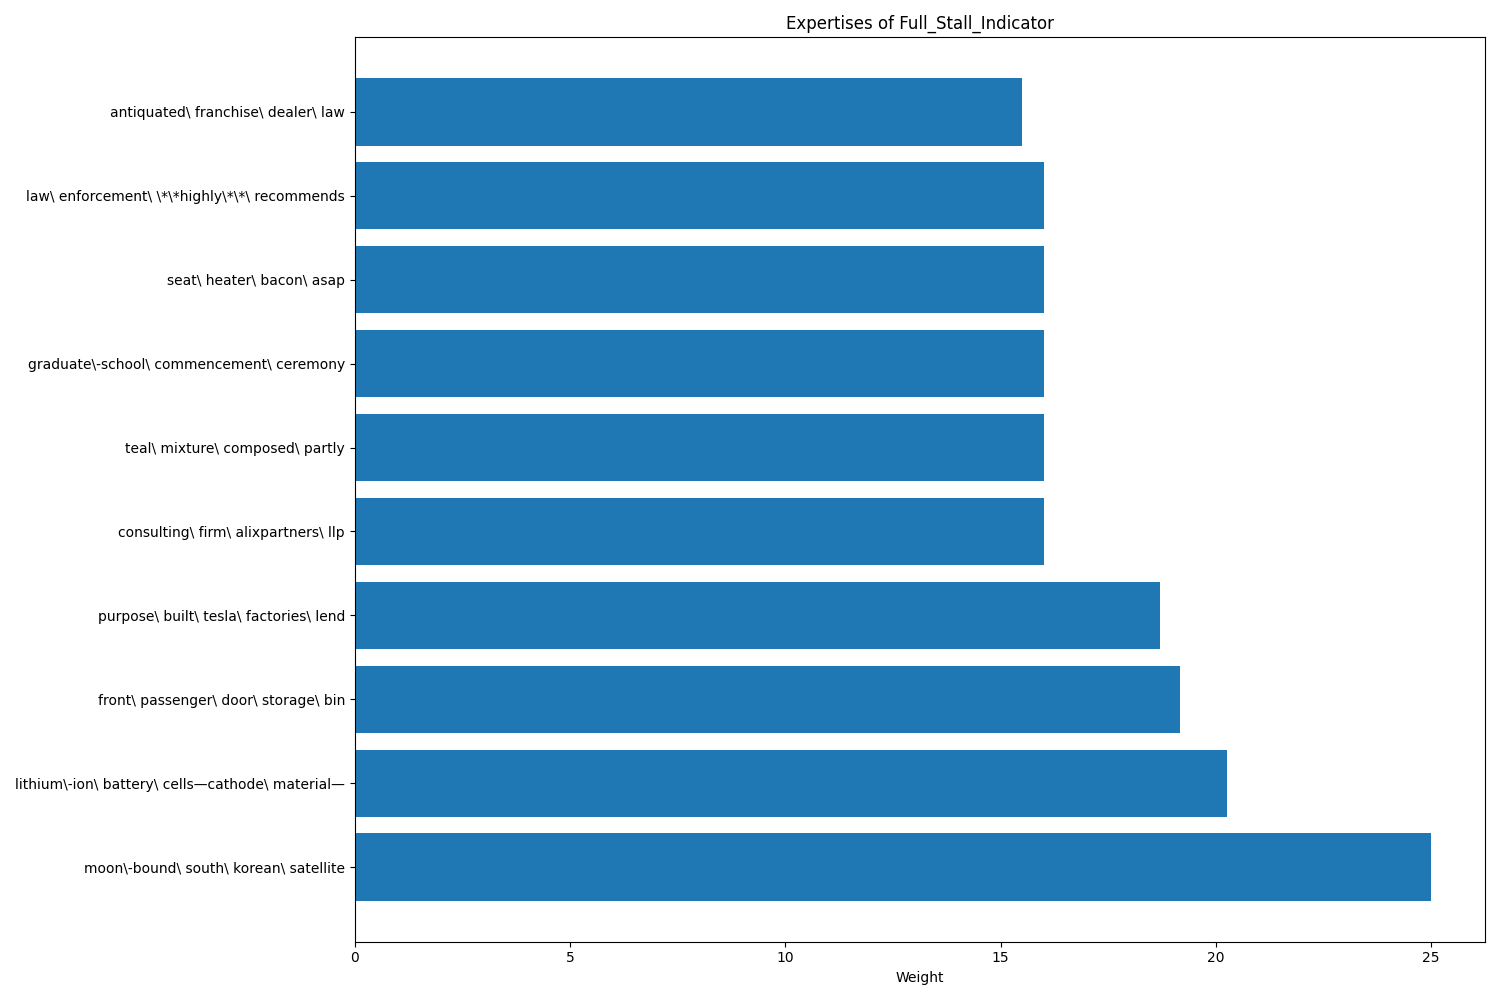 Expertises of Full_Stall_Indicator
antiquated\ franchise\ dealer\ law
law\ enforcement\ \*\*highly\*\*\ recommends
seat\ heater\ bacon\ asap
graduate\-school\ commencement\ ceremony
teal\ mixture\ composed\ partly
consulting\ firm\ alixpartners\ llp
purpose\ built\ tesla\ factories\ lend
front\ passenger\ door\ storage\ bin
lithium\-ion\ battery\ cells—cathode\ material—
moon\-bound\ south\ korean\ satellite
0 5 10 15 20 25
Weight